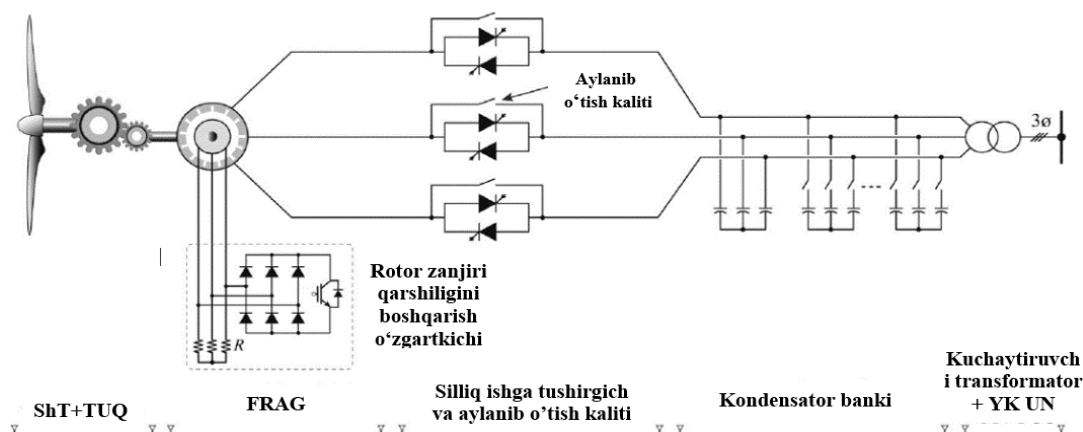 Aylanib
o‘tish kaliti
3ø
Rotor zanjiri
qarshiligini
boshqarish
o‘zgartkichi
R
ShT+TUQ
FRAG
Silliq ishga tushirgich
va aylanib o’tish kaliti
Kondensator banki
Kuchaytiruvch
i transformator
+ YK UN